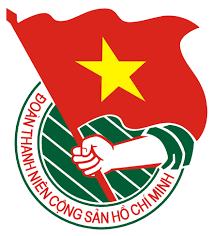 ĐOÀN THANH NIÊN CỘNG SẢN HỒ CHÍ MINH